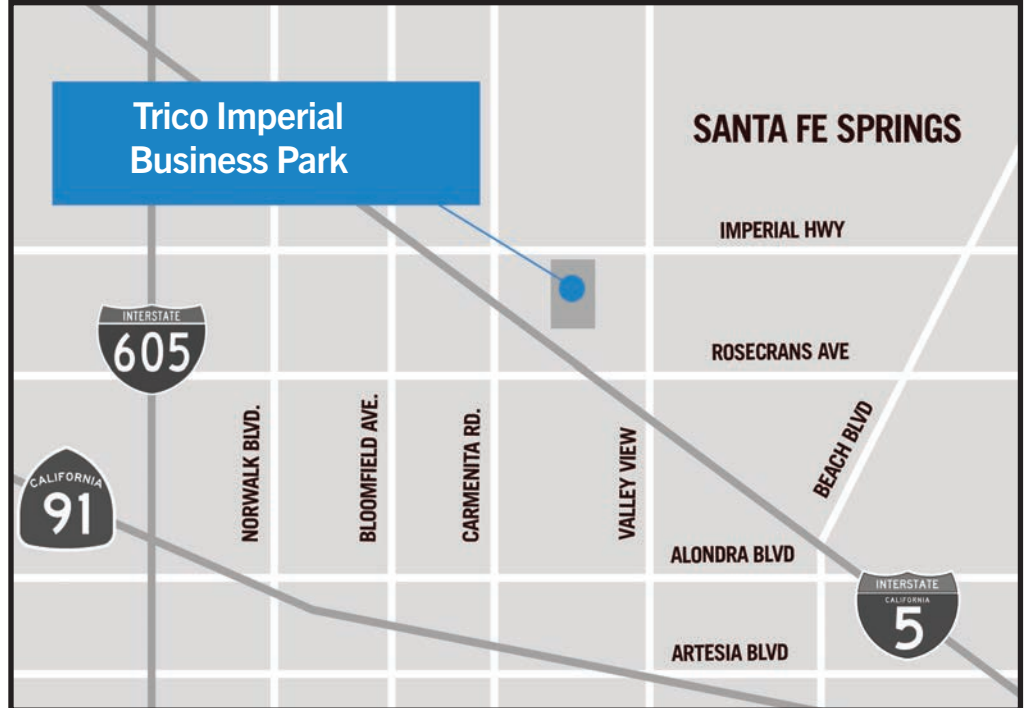 Trico Imperial
Business Park
SANTA FE SPRINGS
IMPERIAL HWY
INTERSTATE
605
ROSECRANS AVE
NORWALK BLVD.
BLOOMFIELD AVE.
CARMENITA RD.
VALLEY VIEW
BEACH BLVD
CALIFORNIA
91
ALONDRA BLVD
INTERSTATE
CALIFORNIA
5
ARTESIA BLVD